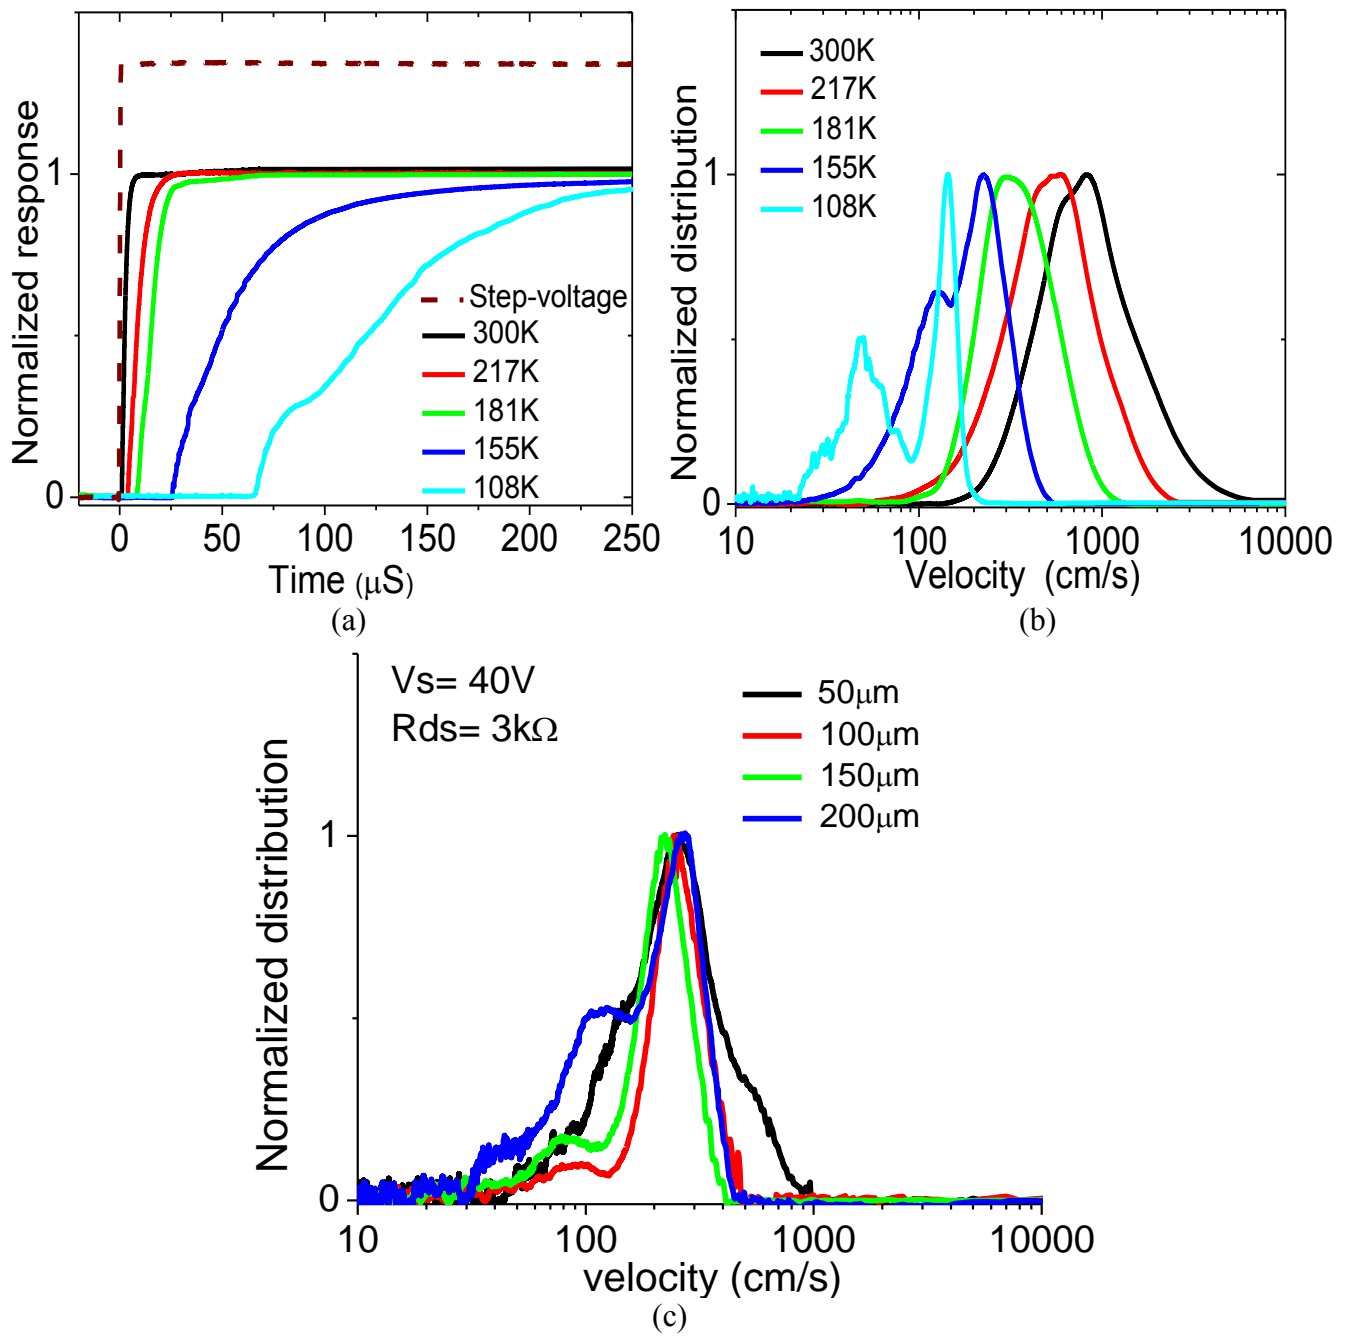 Normalized response
1
0
Step-voltage
300K
217K
181K
155K
108K
0 50 100 150 200 250
Time (μS)
(a)
Normalized distribution
1
0
300K
217K
181K
155K
108K
10 100 1000 10000
Velocity (cm/s)
(b)
Normalized distribution
1
0
Vs= 40V
Rds= 3kΩ
50μm
100μm
150μm
200μm
10 100 1000 10000
velocity (cm/s)
(c)